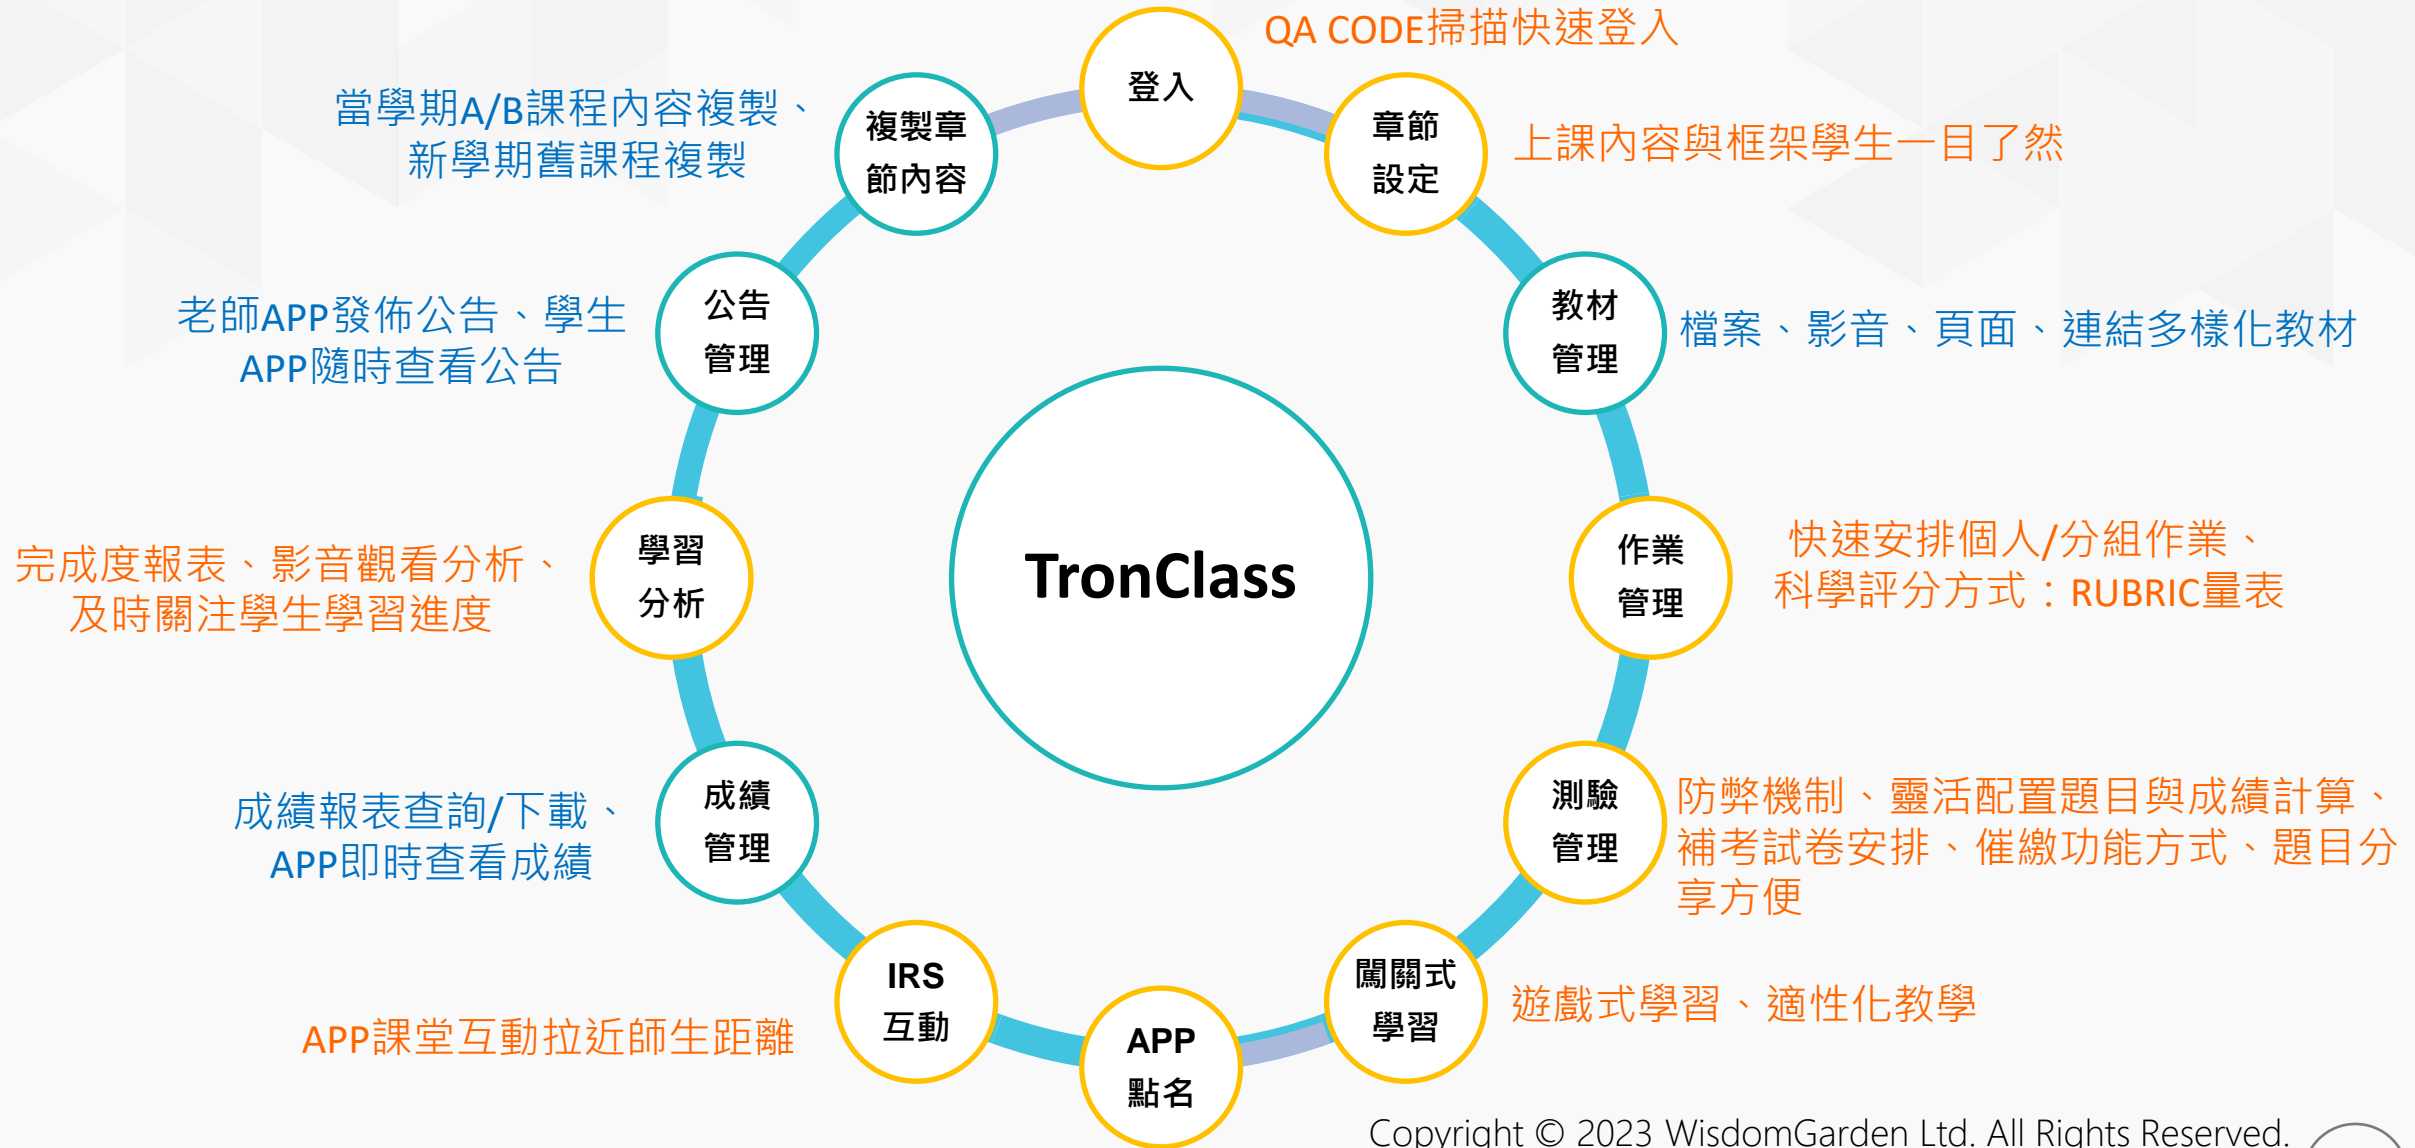 登入
QA CODE掃描快速登入
章節
設定
上課內容與框架學生一目了然
教材
管理
檔案、影音、頁面、連結多樣化教材
作業
管理
快速安排個人/分組作業、
科學評分方式：RUBRIC量表
測驗
管理
防弊機制、靈活配置題目與成績計算、
補考試卷安排、催繳功能方式、題目分
享方便
闖關式
學習
遊戲式學習、適性化教學
APP
點名
IRS
互動
APP課堂互動拉近師生距離
成績
管理
成績報表查詢/下載、
APP即時查看成績
學習
分析
完成度報表、影音觀看分析、
及時關注學生學習進度
公告
管理
老師APP發佈公告、學生
APP隨時查看公告
複製章
節內容
當學期A/B課程內容複製、
新學期舊課程複製
TronClass
Copyright © 2023 WisdomGarden Ltd. All Rights Reserved.